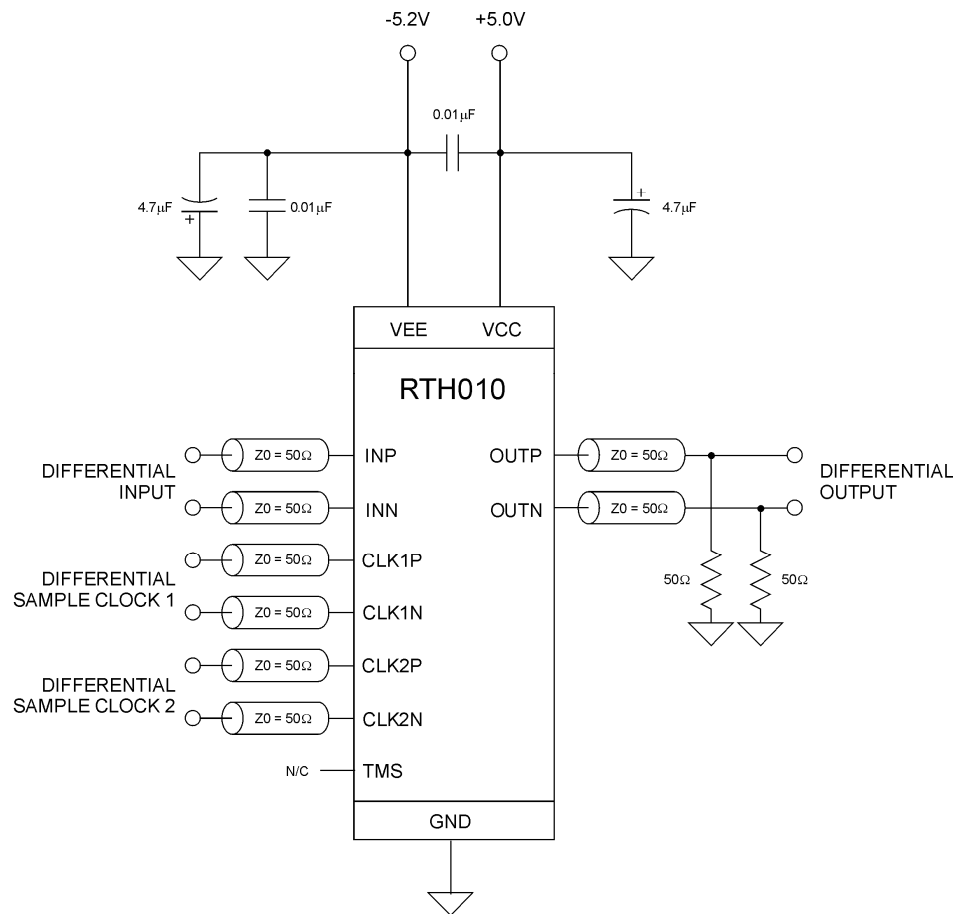 -5.2V
+5.0V
0.01µF
4.7µF
+
0.01µF
+
4.7µF
VEE
VCC
RTH010
DIFFERENTIAL
INPUT
Z0 = 50Ω
INP
OUTP
Z0 = 50Ω
DIFFERENTIAL
OUTPUT
Z0 = 50Ω
INN
OUTN
Z0 = 50Ω
DIFFERENTIAL
SAMPLE CLOCK 1
Z0 = 50Ω
CLK1P
50Ω
50Ω
Z0 = 50Ω
CLK1N
DIFFERENTIAL
SAMPLE CLOCK 2
Z0 = 50Ω
CLK2P
Z0 = 50Ω
CLK2N
N/C
TMS
GND